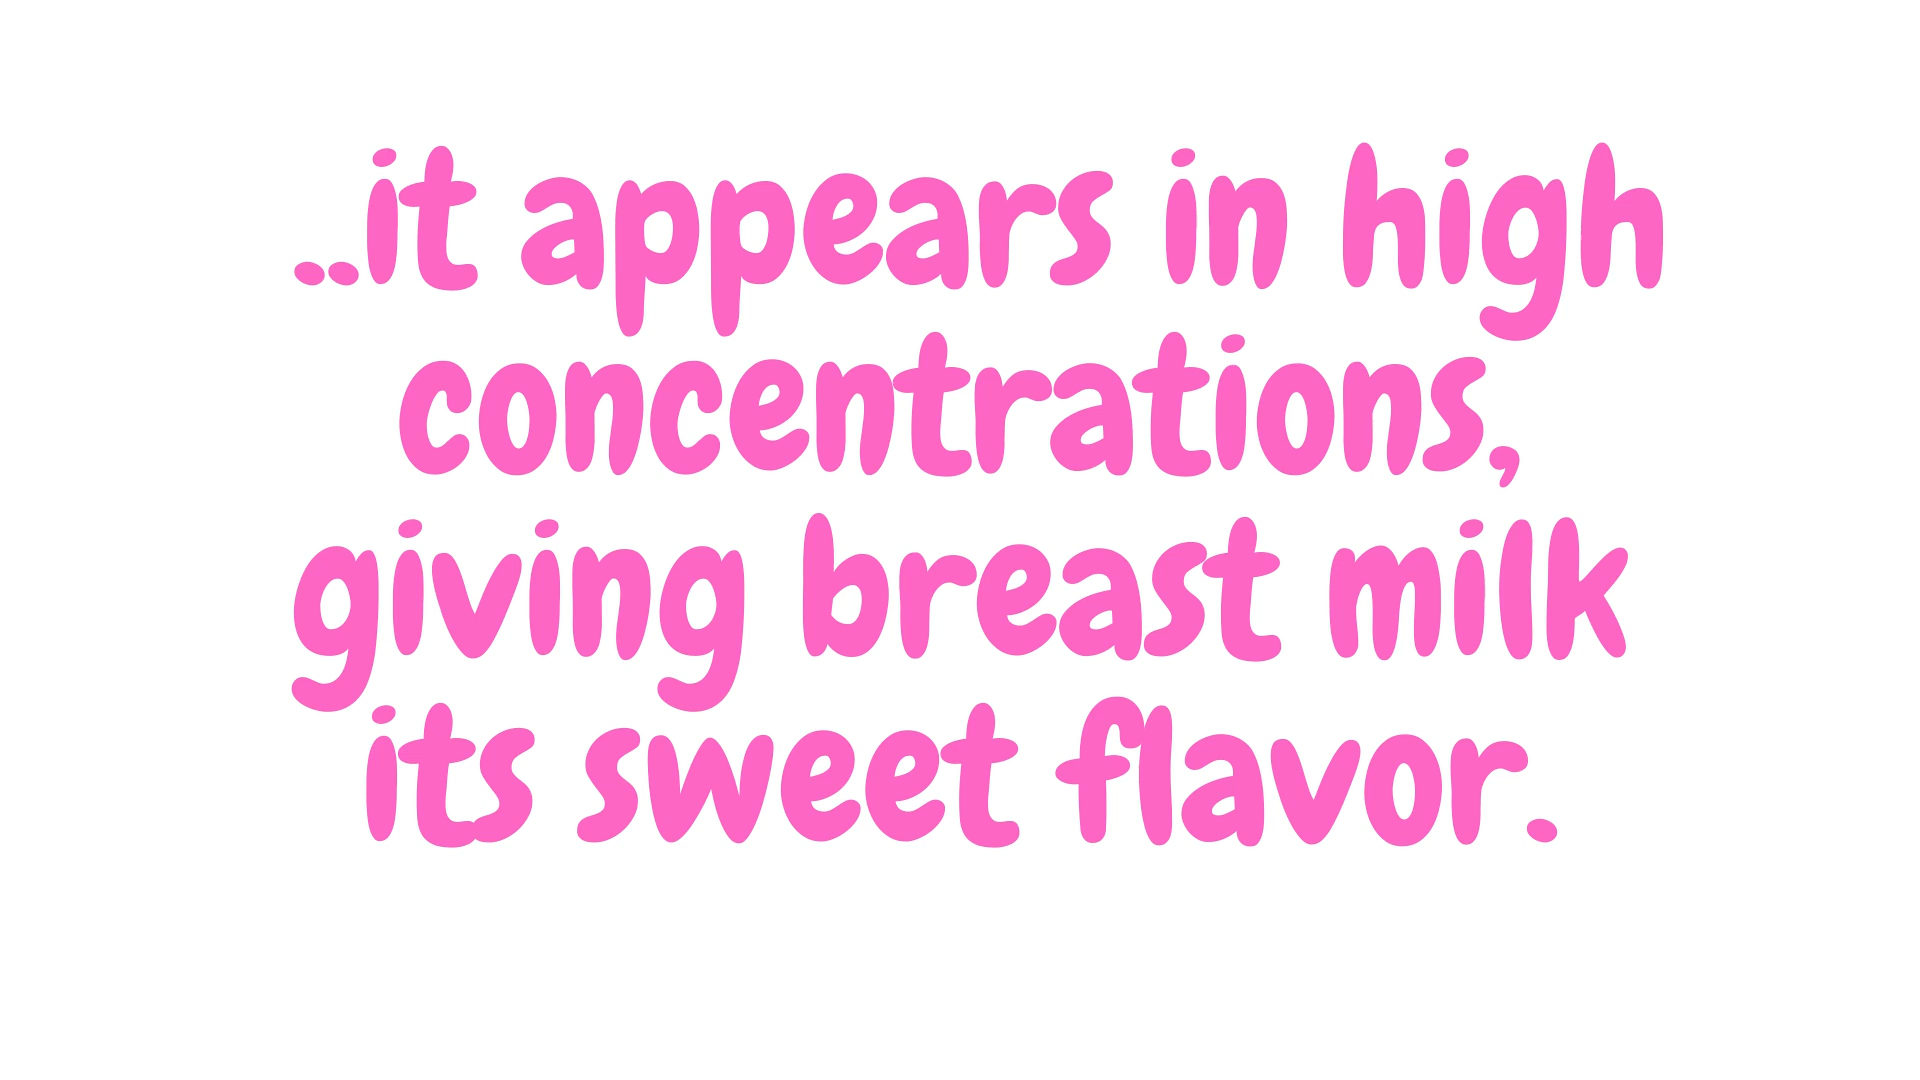 ..it appears in high
concentrations,
giving breast milk
its sweet flavor.